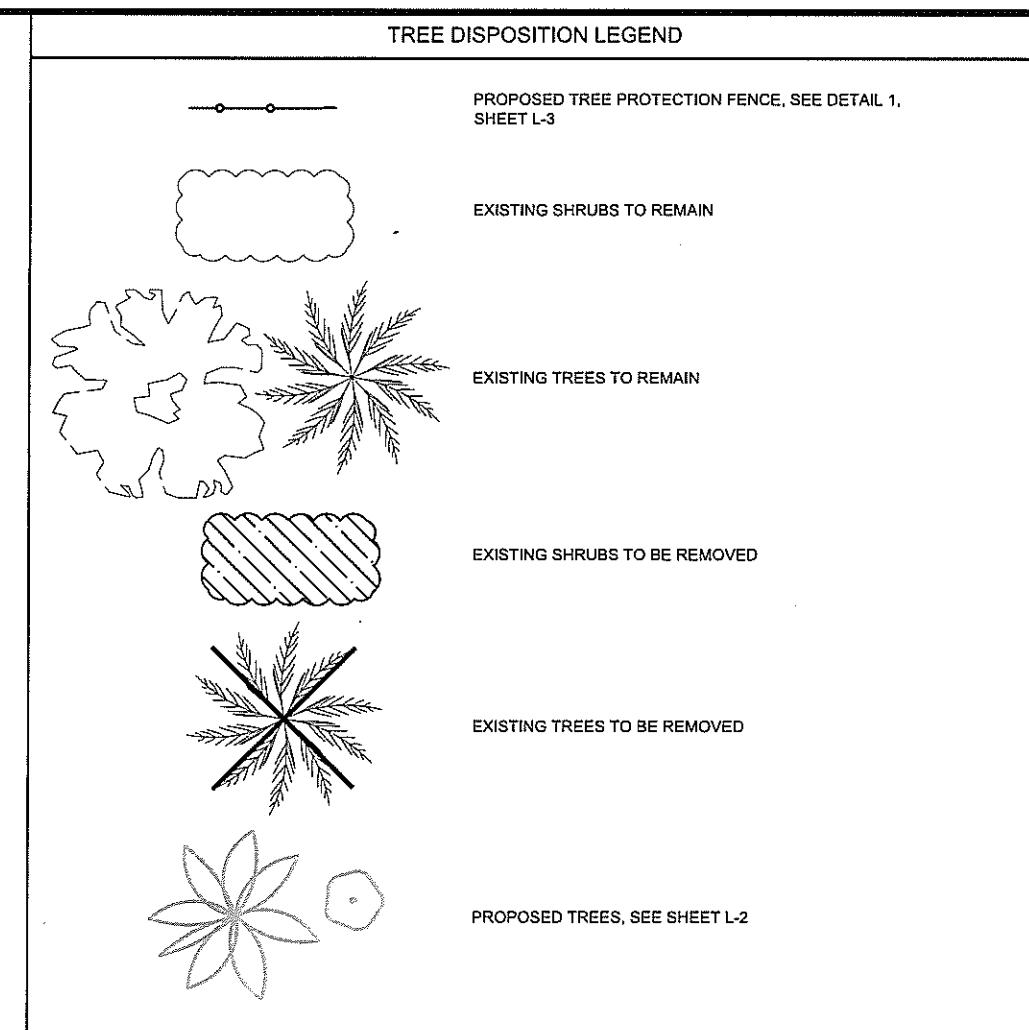 TREE DISPOSITION LEGEND
PROPOSED TREE PROTECTION FENCE, SEE DETAIL 1,
SHEET L-3
EXISTING SHRUBS TO REMAIN
EXISTING TREES TO REMAIN
EXISTING SHRUBS TO BE REMOVED
EXISTING TREES TO BE REMOVED
PROPOSED TREES, SEE SHEET L-2